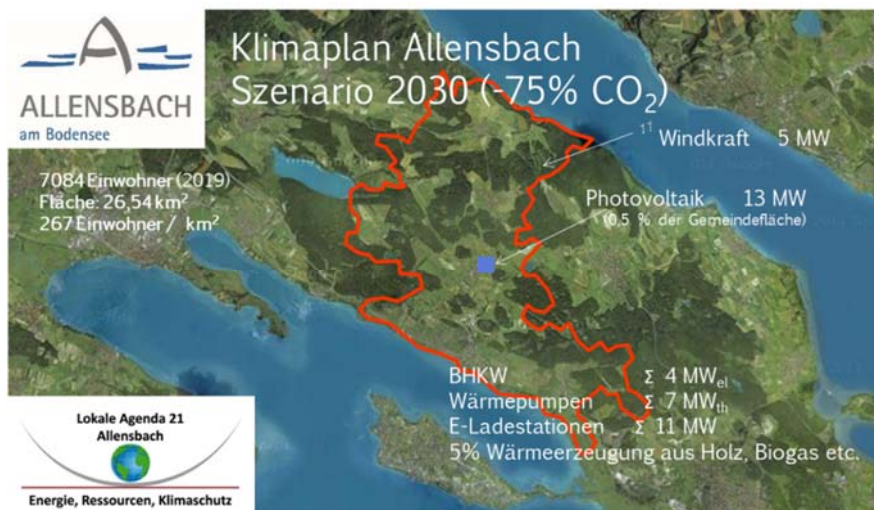 ALLENSBACH
am Bodensee
Klimaplan Allensbach
Szenario 2030 (-75% CO₂)
7084 Einwohner (2019)
Fläche: 26,54 km²
267 Einwohner / km²
Windkraft 5 MW
Photovoltaik 13 MW
(0,5 % der Gemeindefläche)
BHKW Σ 4 MWel
Wärmepumpen Σ 7 MWth
E-Ladestationen Σ 11 MW
5% Wärmeerzeugung aus Holz, Biogas etc.
Lokale Agenda 21
Allensbach
Energie, Ressourcen, Klimaschutz